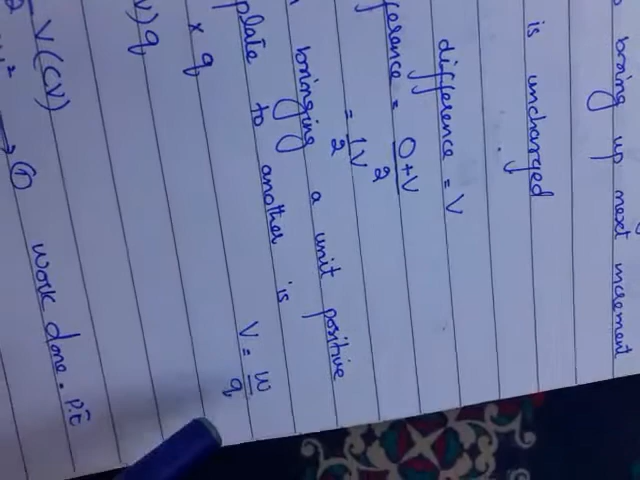 bring up next increment
is uncharged
difference = V
ference = 0+V/2
= 1/2 V
bringing a unit positive
plate to another is
V = w/q
x q
V) q
V(CV)
→ ① work done = P.E